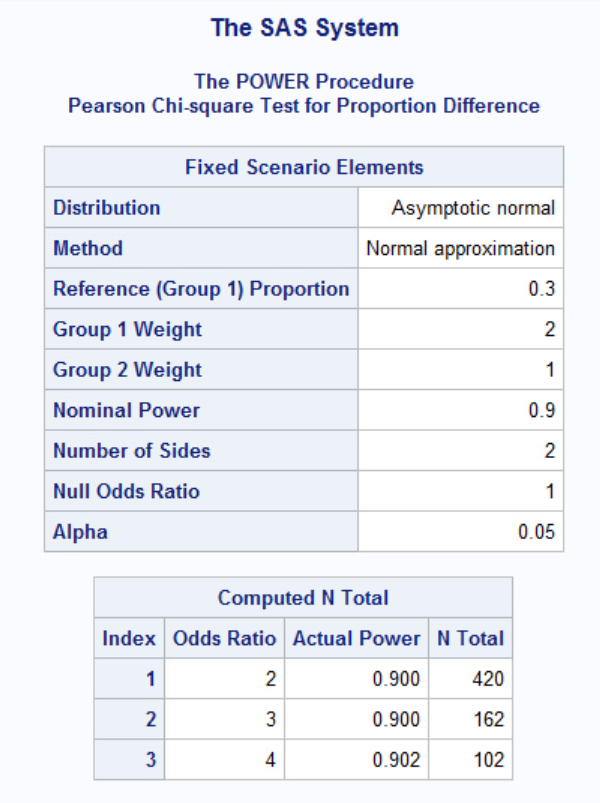 The SAS System
The POWER Procedure
Pearson Chi-square Test for Proportion Difference
Fixed Scenario Elements
Distribution Asymptotic normal
Method Normal approximation
Reference (Group 1) Proportion 0.3
Group 1 Weight 2
Group 2 Weight 1
Nominal Power 0.9
Number of Sides 2
Null Odds Ratio 1
Alpha 0.05
Computed N Total
Index Odds Ratio Actual Power N Total
1 2 0.900 420
2 3 0.900 162
3 4 0.902 102